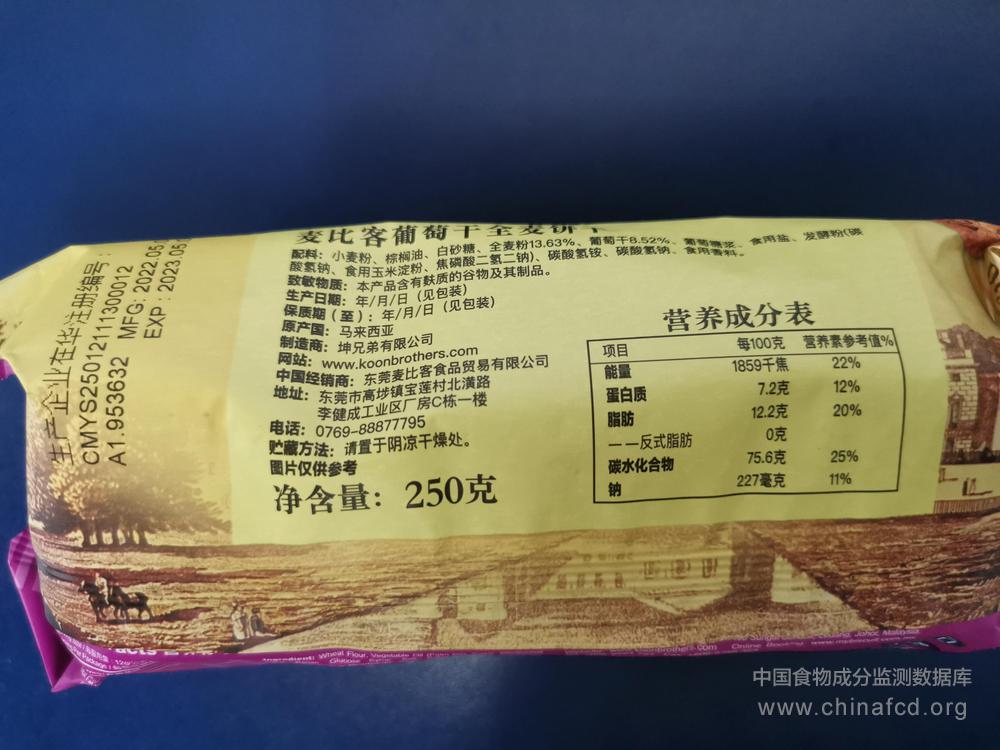 麦比客葡萄干全麦饼干
配料：小麦粉、棕榈油、白砂糖、全麦粉13.63%、葡萄干8.52%、葡萄糖浆、食用盐、发酵粉(碳
酸氢钠、食用玉米淀粉、焦磷酸二氢二钠)、碳酸氢铵、碳酸氢钠、食用香料。
致敏物质：本产品含有麸质的谷物及其制品。
生产日期：年/月/日（见包装）
保质期（至）：年/月/日（见包装）
原产国：马来西亚
制造商：坤兄弟有限公司
网站：www.koonbrothers.com
中国经销商：东莞麦比客食品贸易有限公司
地址：东莞市高埗镇宝莲村北潢路
李健成工业区厂房C栋一楼
电话：0769-88877795
贮藏方法：请置于阴凉干燥处。
图片仅供参考
净含量：250克
营养成分表
项目 每100克 营养素参考值%
能量 1859千焦 22%
蛋白质 7.2克 12%
脂肪 12.2克 20%
——反式脂肪 0克
碳水化合物 75.6克 25%
钠 227毫克 11%
生产企业在华注册编号：
CMYS25012111300012
A1.953632 MFG: 2022.05
EXP : 2023.05
Ingredient: Wheat Flour, Vegetable Oil
Johor, Malaysia
中国食物成分监测数据库
www.chinafcd.org